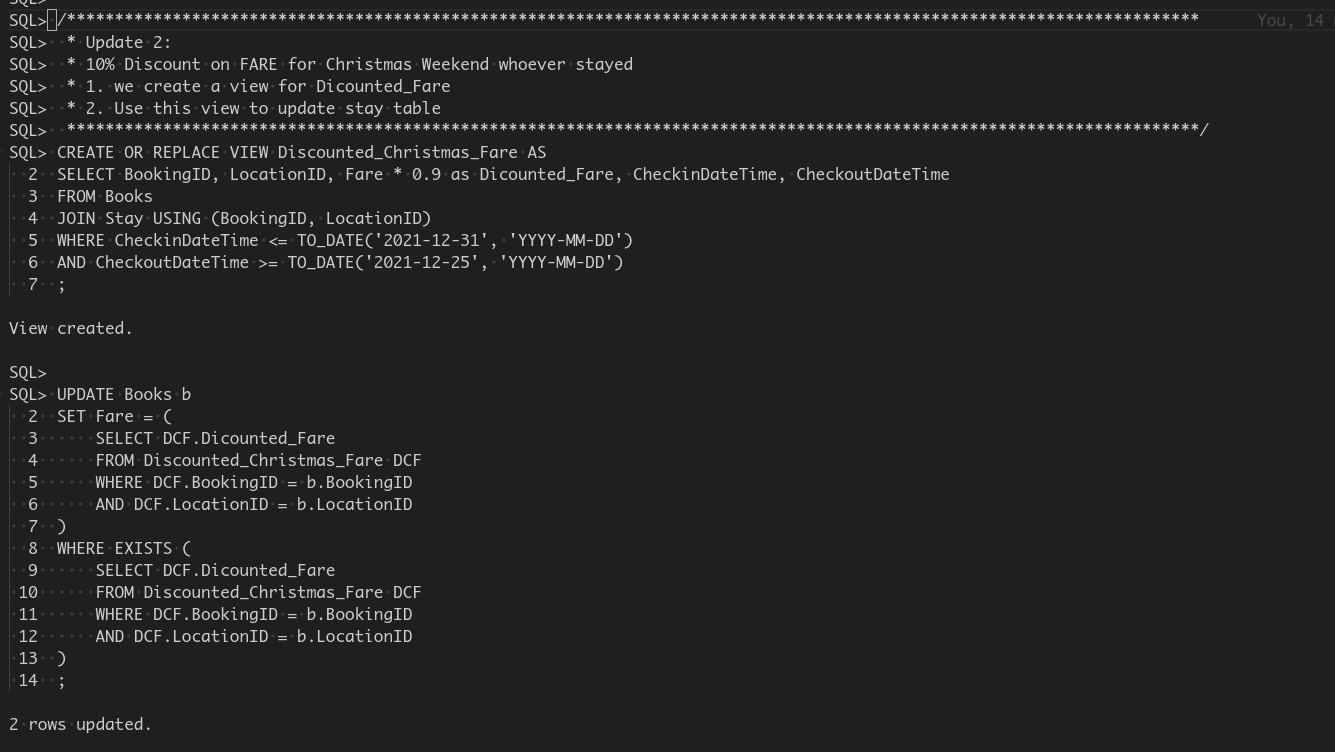 SQL>
SQL> /********************************************************************************************************************** You, 14
SQL>  * Update 2:
SQL>  * 10% Discount on FARE for Christmas Weekend whoever stayed
SQL>  * 1. we create a view for Dicounted_Fare
SQL>  * 2. Use this view to update stay table
SQL>  **********************************************************************************************************************/
SQL> CREATE OR REPLACE VIEW Discounted_Christmas_Fare AS
  2  SELECT BookingID, LocationID, Fare * 0.9 as Dicounted_Fare, CheckinDateTime, CheckoutDateTime
  3  FROM Books
  4  JOIN Stay USING (BookingID, LocationID)
  5  WHERE CheckinDateTime <= TO_DATE('2021-12-31', 'YYYY-MM-DD')
  6  AND CheckoutDateTime >= TO_DATE('2021-12-25', 'YYYY-MM-DD')
  7  ;
View created.
SQL>
SQL> UPDATE Books b
  2  SET Fare = (
  3      SELECT DCF.Dicounted_Fare
  4      FROM Discounted_Christmas_Fare DCF
  5      WHERE DCF.BookingID = b.BookingID
  6      AND DCF.LocationID = b.LocationID
  7  )
  8  WHERE EXISTS (
  9      SELECT DCF.Dicounted_Fare
 10      FROM Discounted_Christmas_Fare DCF
 11      WHERE DCF.BookingID = b.BookingID
 12      AND DCF.LocationID = b.LocationID
 13  )
 14  ;
2 rows updated.